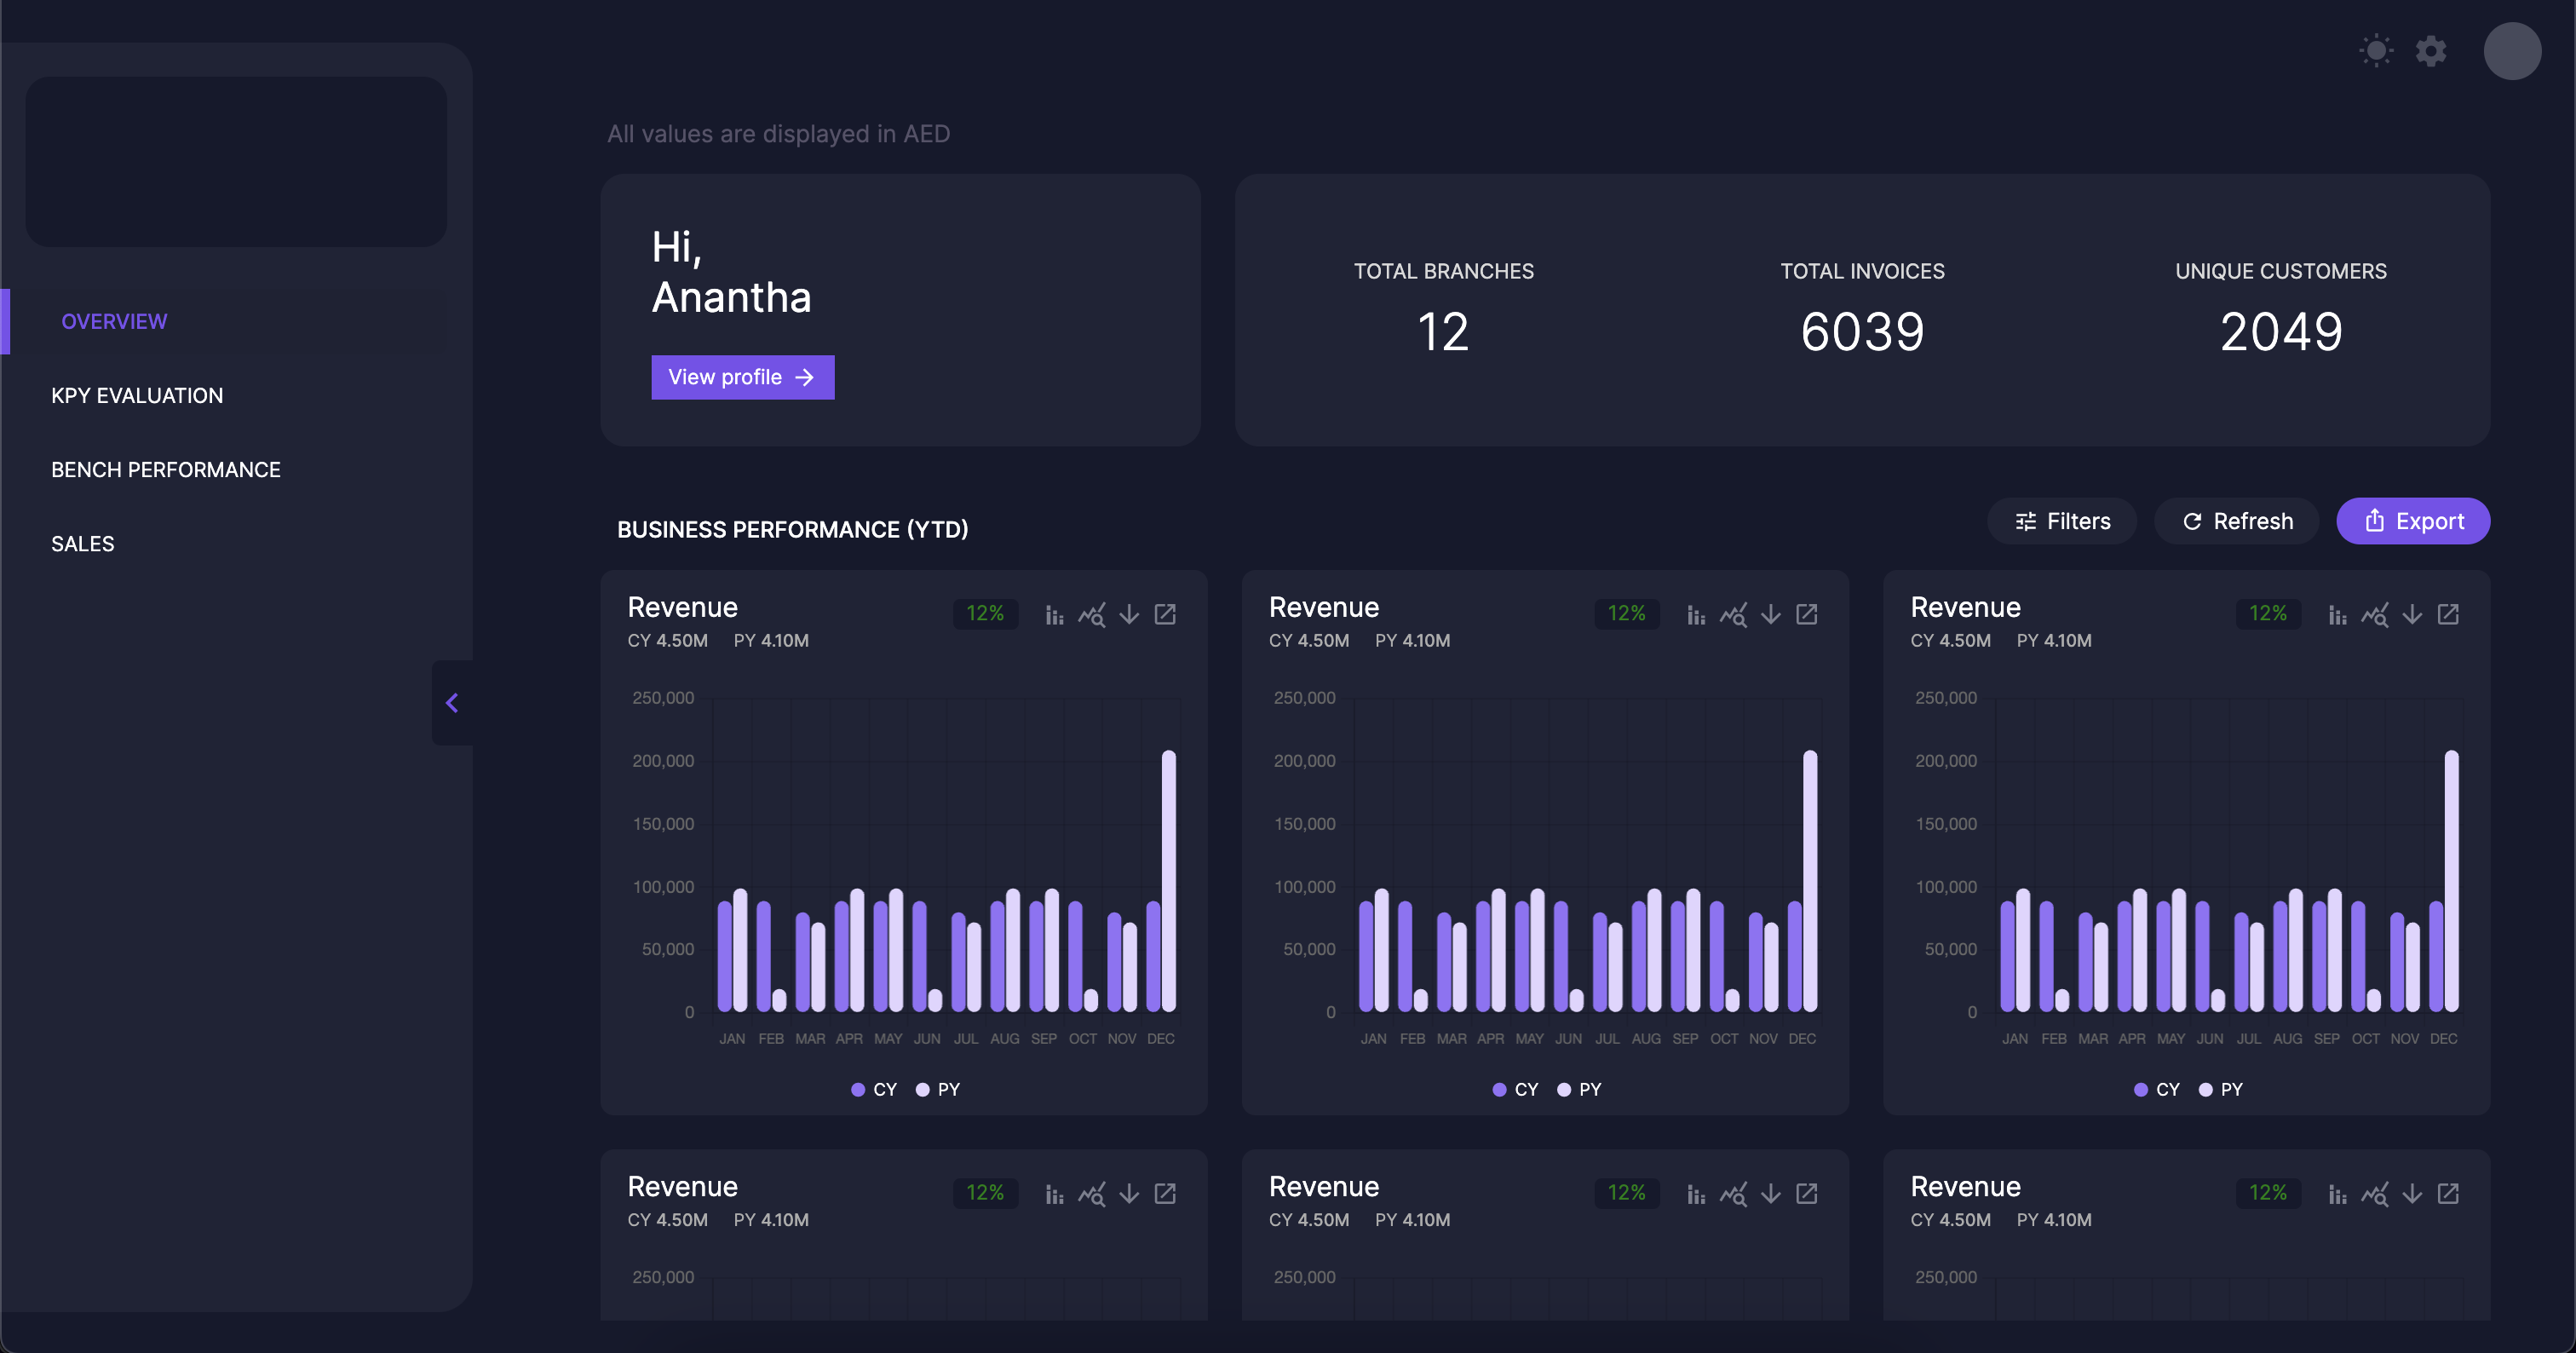 All values are displayed in AED
Hi,
Anantha
View profile
TOTAL BRANCHES
12
TOTAL INVOICES
6039
UNIQUE CUSTOMERS
2049
OVERVIEW
KPY EVALUATION
BENCH PERFORMANCE
SALES
BUSINESS PERFORMANCE (YTD)
Filters
Refresh
Export
Revenue
12%
CY 4.50M PY 4.10M
250,000
200,000
150,000
100,000
50,000
0
JAN FEB MAR APR MAY JUN JUL AUG SEP OCT NOV DEC
CY PY
Revenue
12%
CY 4.50M PY 4.10M
250,000
200,000
150,000
100,000
50,000
0
JAN FEB MAR APR MAY JUN JUL AUG SEP OCT NOV DEC
CY PY
Revenue
12%
CY 4.50M PY 4.10M
250,000
200,000
150,000
100,000
50,000
0
JAN FEB MAR APR MAY JUN JUL AUG SEP OCT NOV DEC
CY PY
Revenue
12%
CY 4.50M PY 4.10M
250,000
Revenue
12%
CY 4.50M PY 4.10M
250,000
Revenue
12%
CY 4.50M PY 4.10M
250,000